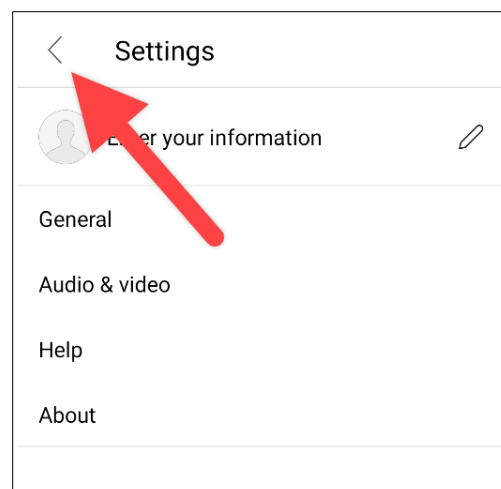 Settings
your information
General
Audio & video
Help
About